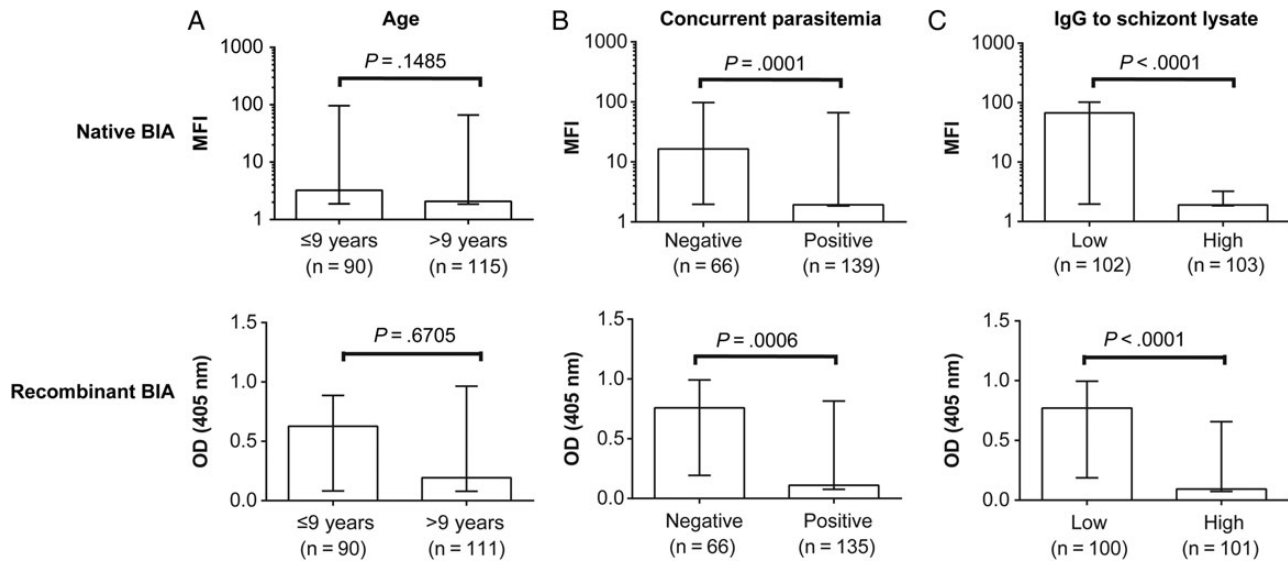 A Age
B Concurrent parasitemia
C IgG to schizont lysate
Native BIA
MFI
1000
100
10
1
P = .1485
≤9 years >9 years
(n = 90) (n = 115)
MFI
1000
100
10
1
P = .0001
Negative Positive
(n = 66) (n = 139)
MFI
1000
100
10
1
P < .0001
Low High
(n = 102) (n = 103)
Recombinant BIA
OD (405 nm)
1.5
1.0
0.5
0.0
P = .6705
≤9 years >9 years
(n = 90) (n = 111)
OD (405 nm)
1.5
1.0
0.5
0.0
P = .0006
Negative Positive
(n = 66) (n = 135)
OD (405 nm)
1.5
1.0
0.5
0.0
P < .0001
Low High
(n = 100) (n = 101)